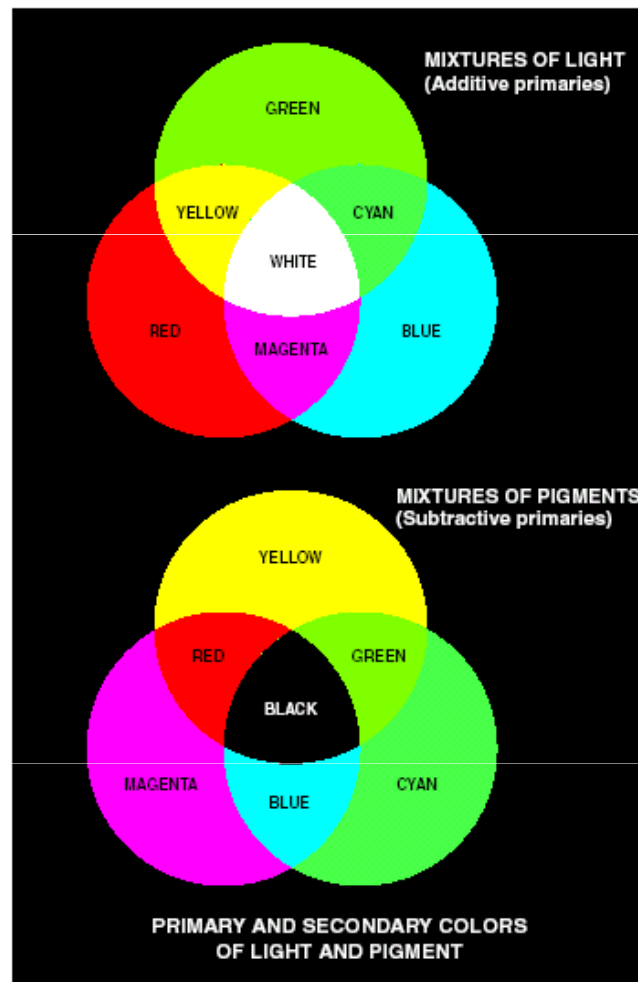 MIXTURES OF LIGHT
(Additive primaries)
GREEN
YELLOW
CYAN
WHITE
RED
BLUE
MAGENTA
MIXTURES OF PIGMENTS
(Subtractive primaries)
YELLOW
RED
GREEN
BLACK
MAGENTA
CYAN
BLUE
PRIMARY AND SECONDARY COLORS
OF LIGHT AND PIGMENT